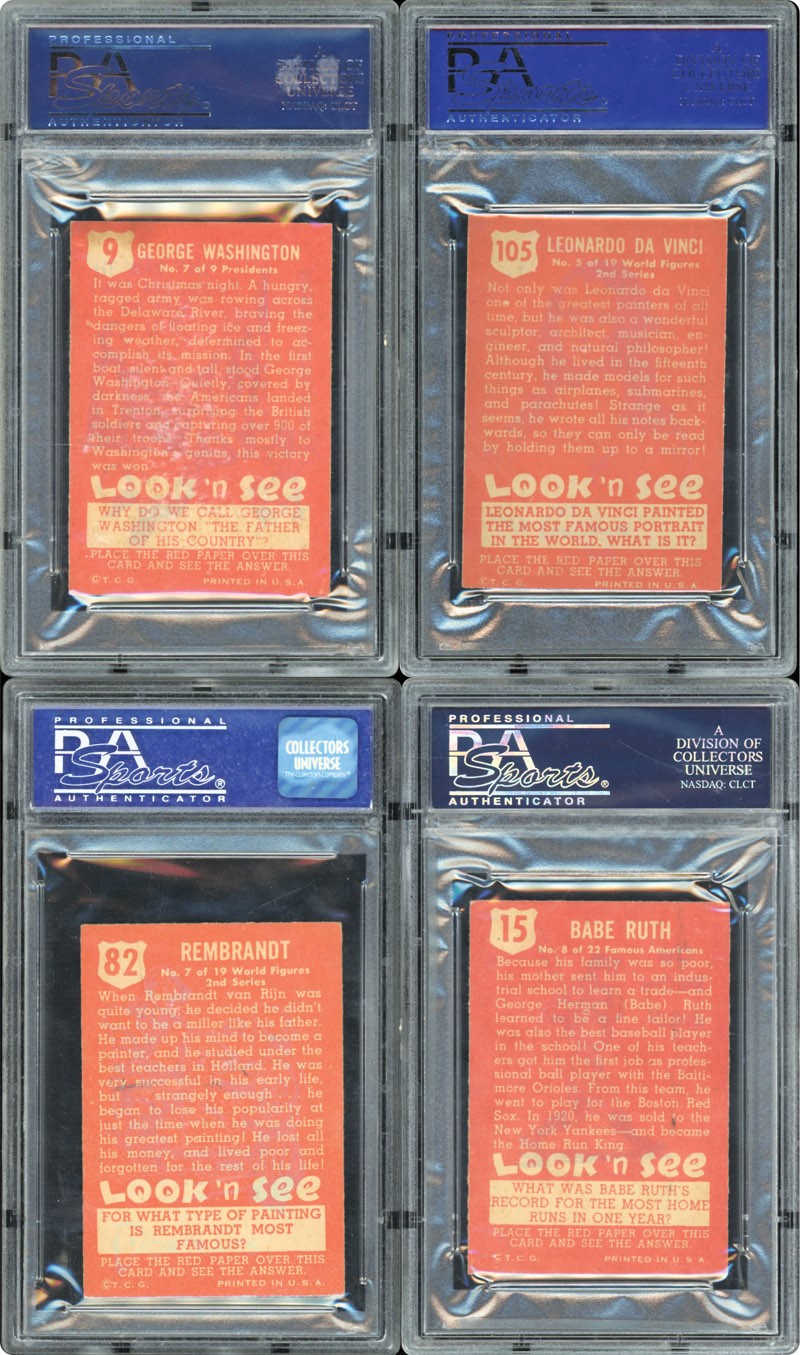 PROFESSIONAL
PSA
Sports
AUTHENTICATOR
A
DIVISION OF
COLLECTORS
UNIVERSE
NASDAQ: CLCT
9 GEORGE WASHINGTON
No. 7 of 9 Presidents
It was Christmas night. A hungry,
ragged army was rowing across
the Delaware River, braving the
dangers of floating ice and freez-
ing weather, determined to ac-
complish its mission. In the first
boat, silent and tall, stood George
Washington. Quietly, covered by
darkness, the Americans landed
in Trenton, surprising the British
soldiers and capturing over 900 of
their troops. Thanks mostly to
Washington's genius, this victory
was won.
LOOK 'n SEE
WHY DO WE CALL GEORGE
WASHINGTON "THE FATHER
OF HIS COUNTRY"?
PLACE THE RED PAPER OVER THIS
CARD AND SEE THE ANSWER.
©T.C.G. PRINTED IN U.S.A.
PROFESSIONAL
PSA
Sports
AUTHENTICATOR
A
DIVISION OF
COLLECTORS
UNIVERSE
NASDAQ: CLCT
105 LEONARDO DA VINCI
No. 5 of 19 World Figures
2nd Series
Not only was Leonardo da Vinci
one of the greatest painters of all
time, but he was also a wonderful
sculptor, architect, musician, en-
gineer, and natural philosopher!
Although he lived in the fifteenth
century, he made models for such
things as airplanes, submarines,
and parachutes! Strange as it
seems, he wrote all his notes back-
wards, so they can only be read
by holding them up to a mirror!
LOOK 'n SEE
LEONARDO DA VINCI PAINTED
THE MOST FAMOUS PORTRAIT
IN THE WORLD. WHAT IS IT?
PLACE THE RED PAPER OVER THIS
CARD AND SEE THE ANSWER.
©T.C.G. PRINTED IN U.S.A.
PROFESSIONAL
PSA
Sports®
AUTHENTICATOR
COLLECTORS
UNIVERSE
The Collectors Company™
82 REMBRANDT
No. 7 of 19 World Figures
2nd Series
When Rembrandt van Rijn was
quite young, he decided he didn't
want to be a miller like his father.
He made up his mind to become a
painter, and he studied under the
best teachers in Holland. He was
very successful in his early life,
but . . . strangely enough . . . he
began to lose his popularity at
just the time when he was doing
his greatest painting! He lost all
his money, and lived poor and
forgotten for the rest of his life!
LOOK 'n SEE
FOR WHAT TYPE OF PAINTING
IS REMBRANDT MOST
FAMOUS?
PLACE THE RED PAPER OVER THIS
CARD AND SEE THE ANSWER.
©T.C.G. PRINTED IN U.S.A.
PROFESSIONAL
PSA
Sports®
AUTHENTICATOR
A
DIVISION OF
COLLECTORS
UNIVERSE
NASDAQ: CLCT
15 BABE RUTH
No. 8 of 22 Famous Americans
Because his family was so poor,
his mother sent him to an indus-
trial school to learn a trade—and
George Herman (Babe) Ruth
learned to be a fine tailor! He
was also the best baseball player
in the school! One of his teach-
ers got him the first job as profes-
sional ball player with the Balti-
more Orioles. From this team, he
went to play for the Boston Red
Sox. In 1920, he was sold to the
New York Yankees—and became
the Home Run King.
LOOK 'n SEE
WHAT WAS BABE RUTH'S
RECORD FOR THE MOST HOME
RUNS IN ONE YEAR?
PLACE THE RED PAPER OVER THIS
CARD AND SEE THE ANSWER.
©T.C.G. PRINTED IN U.S.A.